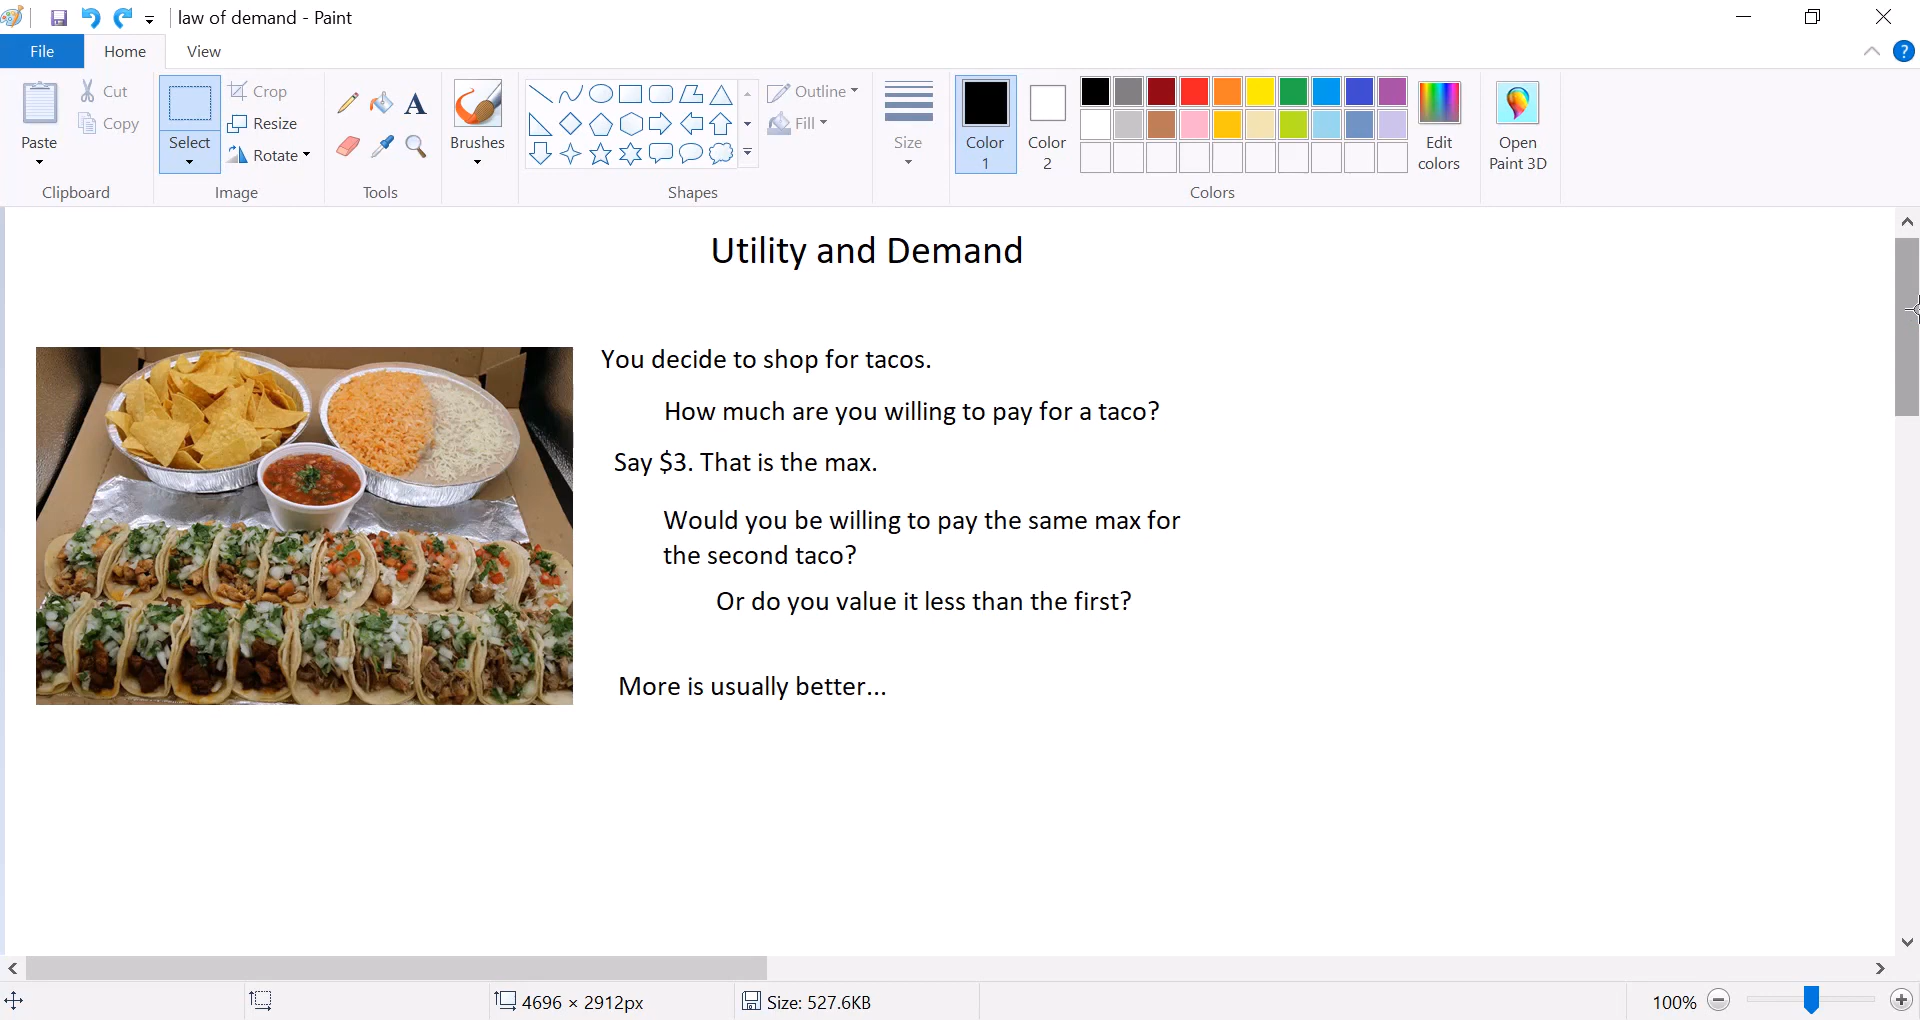 law of demand - Paint
File
Home
View
Paste
Cut
Copy
Clipboard
Select
Crop
Resize
Rotate
Image
A
Tools
Brushes
Shapes
Outline
Fill
Size
Color
1
Color
2
Colors
Edit
colors
Open
Paint 3D
?
Utility and Demand
You decide to shop for tacos.
How much are you willing to pay for a taco?
Say $3. That is the max.
Would you be willing to pay the same max for
the second taco?
Or do you value it less than the first?
More is usually better...
4696 × 2912px
Size: 527.6KB
100%